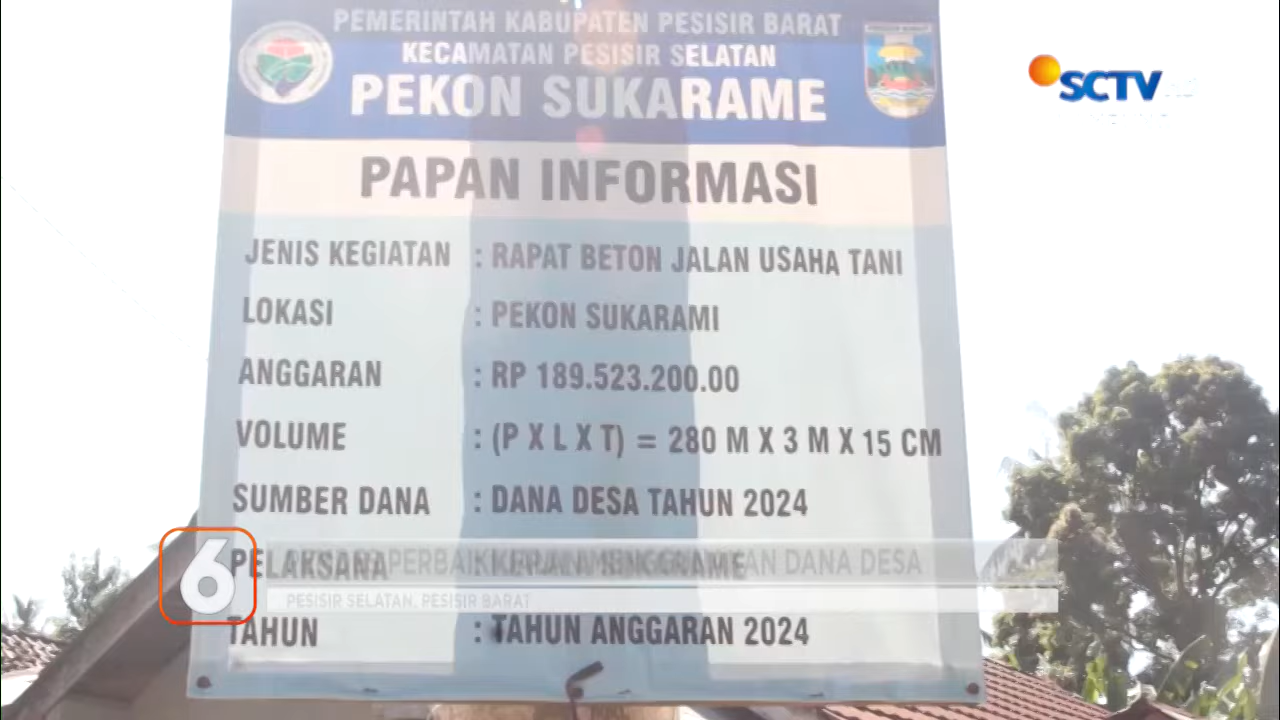 PEMERINTAH KABUPATEN PESISIR BARAT
KECAMATAN PESISIR SELATAN
PEKON SUKARAME
SCTV
PAPAN INFORMASI
JENIS KEGIATAN : RAPAT BETON JALAN USAHA TANI
LOKASI : PEKON SUKARAMI
ANGGARAN : RP 189.523.200.00
VOLUME : (P X L X T) = 280 M X 3 M X 15 CM
SUMBER DANA : DANA DESA TAHUN 2024
PELAKSANA
DANA DESA
6
PESISIR SELATAN, PESISIR BARAT
TAHUN : TAHUN ANGGARAN 2024